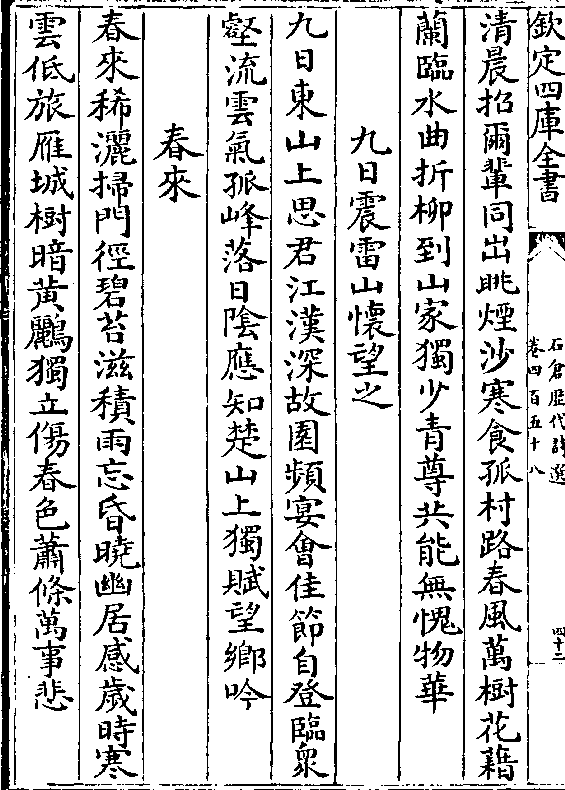 欽定四庫全書
石倉歷代詩選
卷四百五十八
四十二
清晨招爾輩同出眺煙沙寒食孤村路春風萬樹花藉
蘭臨水曲折柳到山家獨少青尊共能無愧物華
九日震雷山懷望之
九日東山上思君江漢深故園頻宴會佳節自登臨衆
壑流雲氣孤峰落日陰應知楚山上獨賦望鄉吟
春來
春來稀灑掃門徑碧苔滋積雨忘昏曉幽居感歲時寒
雲低旅雁城樹暗黃鸝獨立傷春色蕭條萬事悲